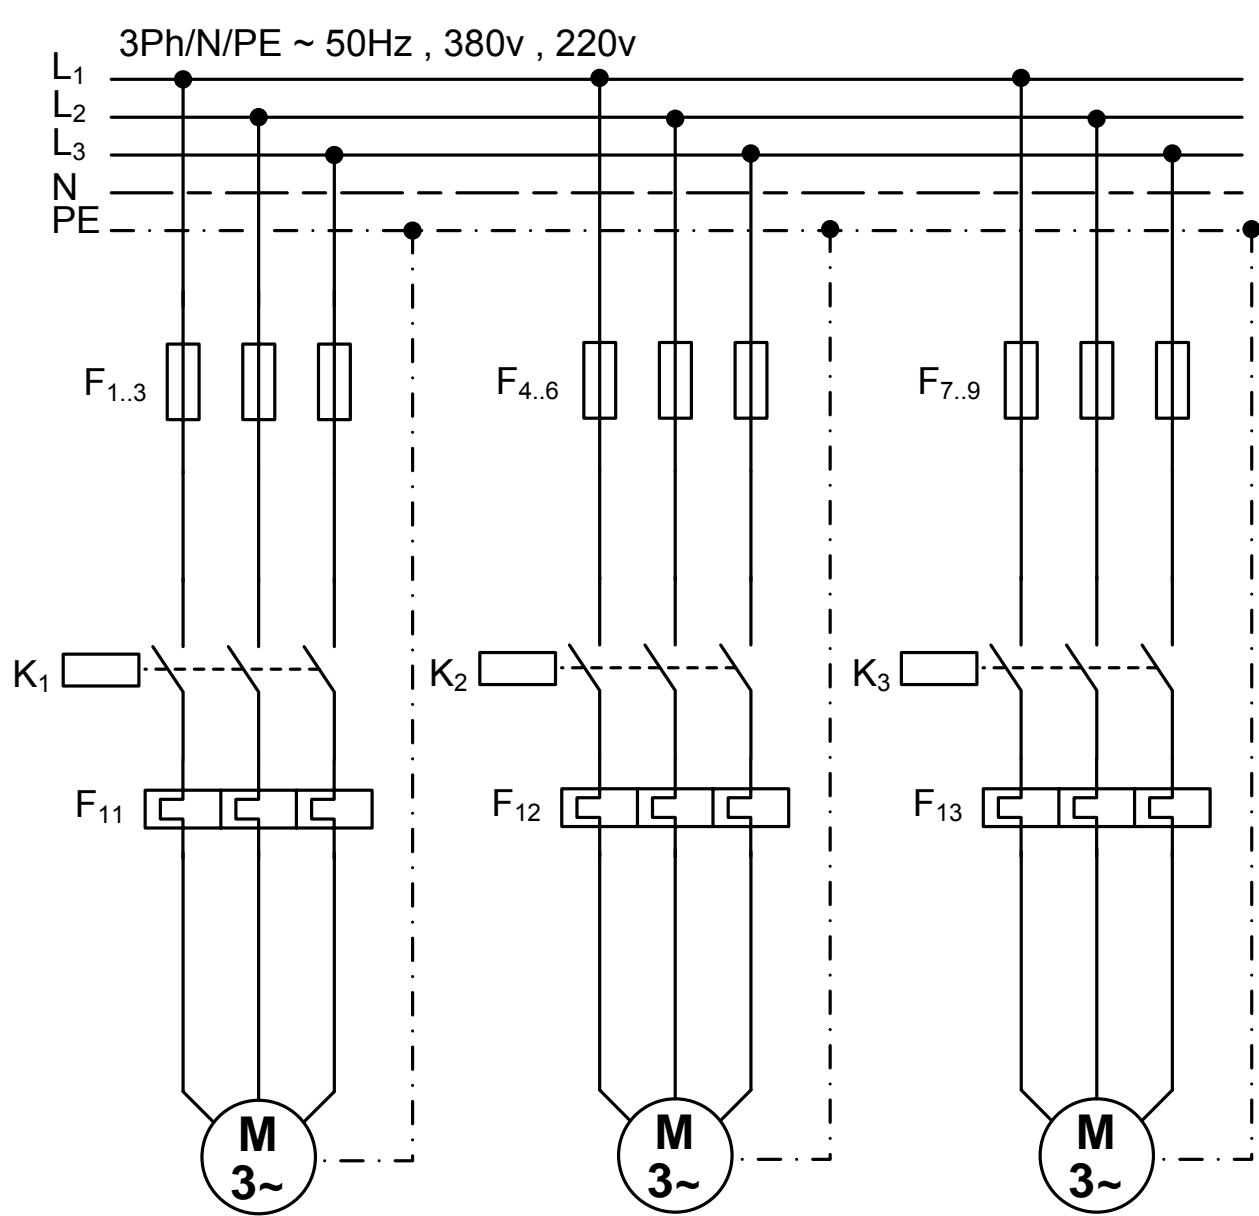 3Ph/N/PE ~ 50Hz , 380v , 220v
L₁
L₂
L₃
N
PE
F₁..₃
F₄..₆
F₇..₉
K₁
K₂
K₃
F₁₁
F₁₂
F₁₃
M
3~
M
3~
M
3~